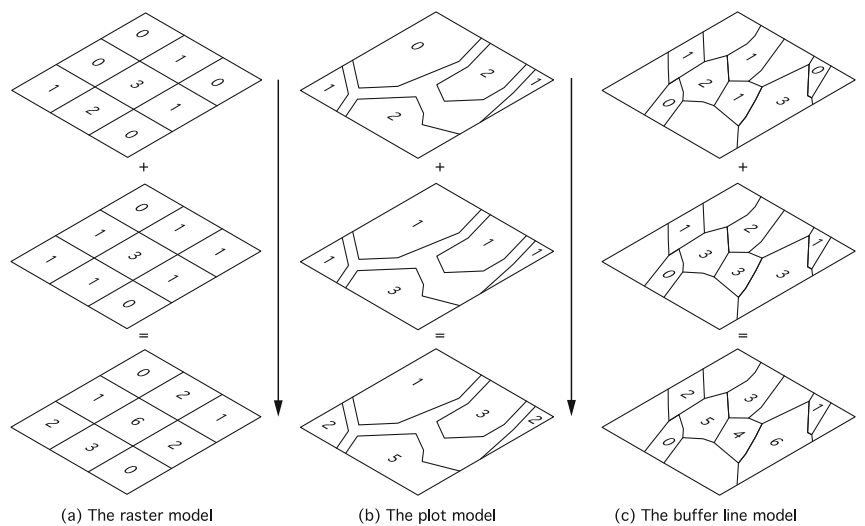 0 0
0 1 1 1
1 3 0 1 2 1 2 0
2 1 2 0 1 3
0
+ + +
0 1
1 1 1 2
1 3 1 1 1 1 3 1
1 1 3 0 3 3
0
= = =
0 1
1 2 2 3
2 6 1 2 3 2 5 1
3 2 5 0 4 6
0
(a) The raster model (b) The plot model (c) The buffer line model